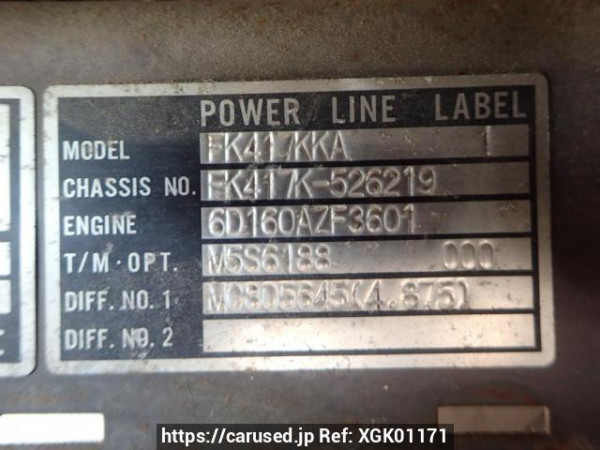 POWER LINE LABEL
MODEL FK417KKA 1
CHASSIS NO. FK417K-526219
ENGINE 6D160AZF3601
T/M·OPT. M5S6188 000
DIFF. NO. 1 MC805645(4.875)
DIFF. NO. 2
https://carused.jp Ref: XGK01171